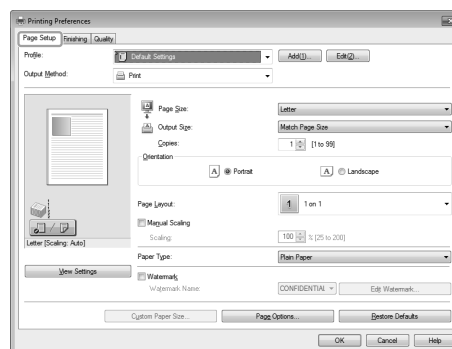 Printing Preferences
Page Setup Finishing Quality
Profile: Default Settings Add(1)... Edit(2)...
Output Method: Print
Page Size: Letter
Output Size: Match Page Size
Copies: 1 [1 to 99]
Orientation
A Portrait A Landscape
Page Layout: 1 1 on 1
Manual Scaling
Scaling: 100 % [25 to 200]
Letter [Scaling: Auto]
Paper Type: Plain Paper
View Settings
Watermark
Watermark Name: CONFIDENTIAL Edit Watermark...
Custom Paper Size... Page Options... Restore Defaults
OK Cancel Help